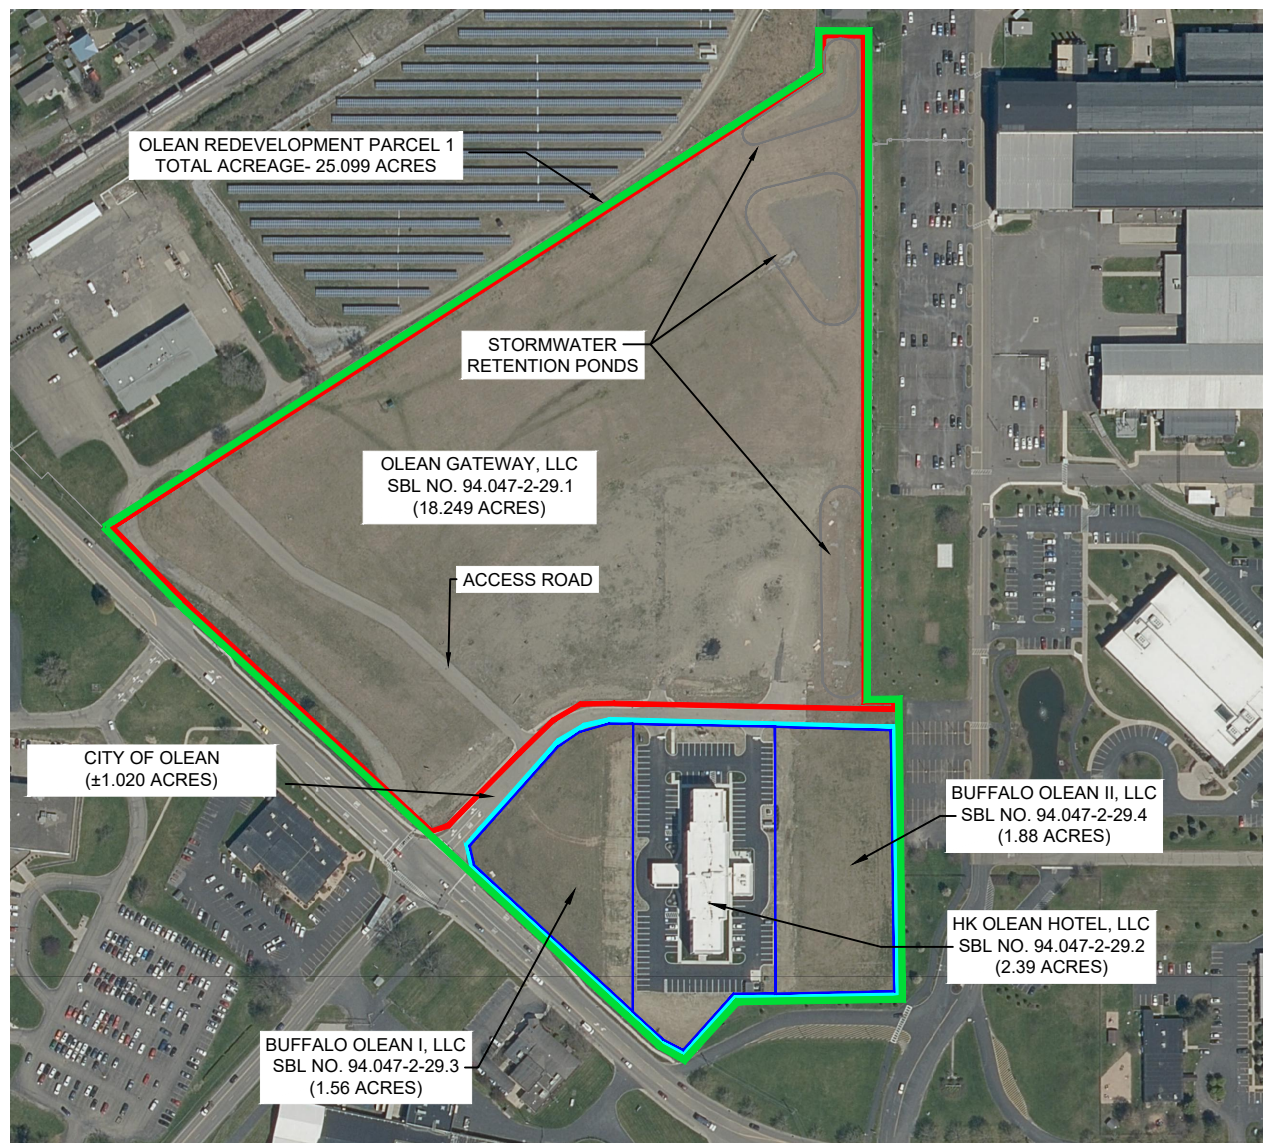 OLEAN REDEVELOPMENT PARCEL 1
TOTAL ACREAGE- 25.099 ACRES
STORMWATER
RETENTION PONDS
OLEAN GATEWAY, LLC
SBL NO. 94.047-2-29.1
(18.249 ACRES)
ACCESS ROAD
CITY OF OLEAN
(±1.020 ACRES)
BUFFALO OLEAN II, LLC
SBL NO. 94.047-2-29.4
(1.88 ACRES)
HK OLEAN HOTEL, LLC
SBL NO. 94.047-2-29.2
(2.39 ACRES)
BUFFALO OLEAN I, LLC
SBL NO. 94.047-2-29.3
(1.56 ACRES)